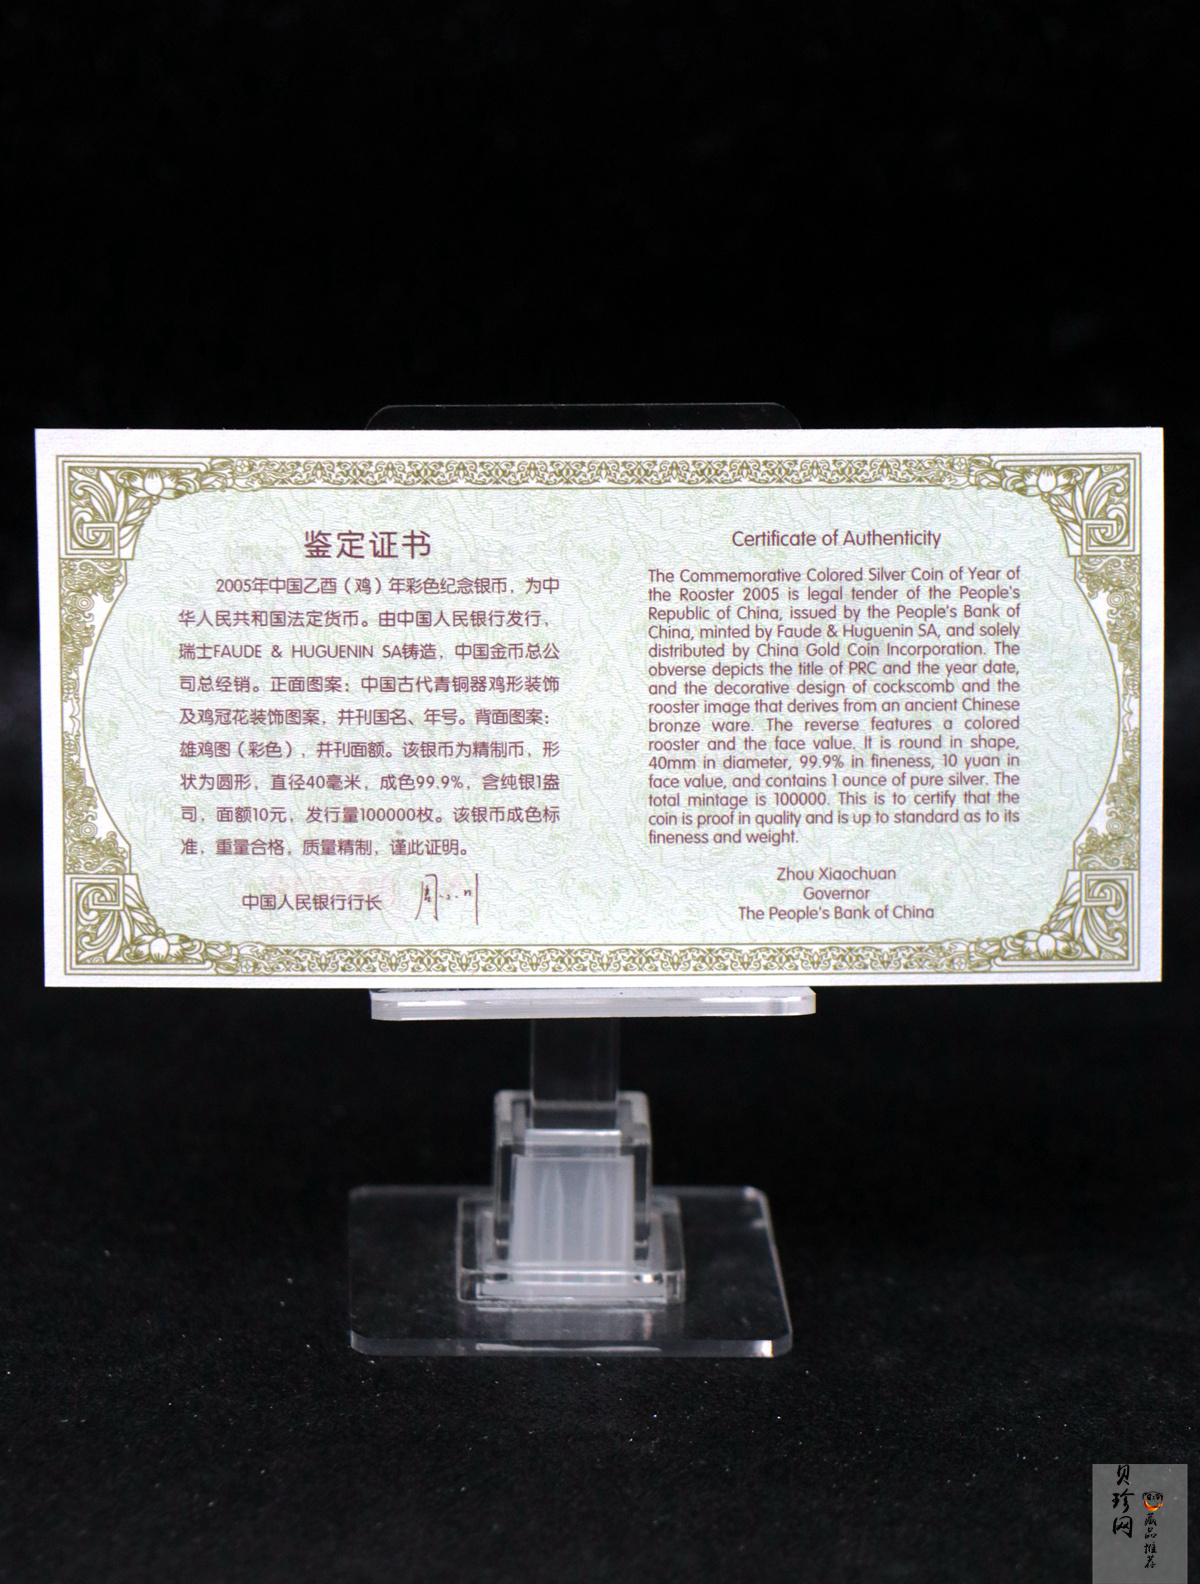 鉴定证书
2005年中国乙酉（鸡）年彩色纪念银币，为中
华人民共和国法定货币。由中国人民银行发行，
瑞士FAUDE & HUGUENIN SA铸造，中国金币总公
司总经销。正面图案：中国古代青铜器鸡形装饰
及鸡冠花装饰图案，并刊国名、年号。背面图案：
雄鸡图（彩色），并刊面额。该银币为精制币，形
状为圆形，直径40毫米，成色99.9%，含纯银1盎
司，面额10元，发行量100000枚。该银币成色标
准，重量合格，质量精制，谨此证明。
中国人民银行行长
Certificate of Authenticity
The Commemorative Colored Silver Coin of Year of
the Rooster 2005 is legal tender of the People's
Republic of China, issued by the People's Bank of
China, minted by Faude & Huguenin SA, and solely
distributed by China Gold Coin Incorporation. The
obverse depicts the title of PRC and the year date,
and the decorative design of cockscomb and the
rooster image that derives from an ancient Chinese
bronze ware. The reverse features a colored
rooster and the face value. It is round in shape,
40mm in diameter, 99.9% in fineness, 10 yuan in
face value, and contains 1 ounce of pure silver. The
total mintage is 100000. This is to certify that the
coin is proof in quality and is up to standard as to its
fineness and weight.
Zhou Xiaochuan
Governor
The People's Bank of China
贝珍网
藏品推荐